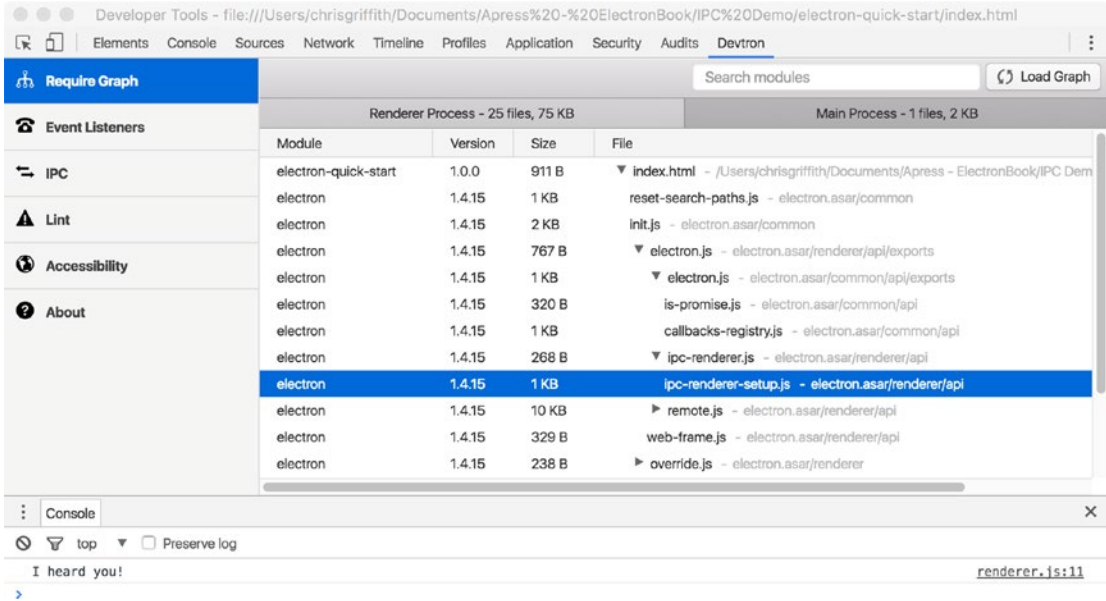 Developer Tools - file:///Users/chrisgriffith/Documents/Apress%20-%20ElectronBook/IPC%20Demo/electron-quick-start/index.html
Elements Console Sources Network Timeline Profiles Application Security Audits Devtron
Require Graph
Event Listeners
IPC
Lint
Accessibility
About
Search modules Load Graph
Renderer Process - 25 files, 75 KB Main Process - 1 files, 2 KB
Module Version Size File
electron-quick-start 1.0.0 911 B ▼ index.html - /Users/chrisgriffith/Documents/Apress - ElectronBook/IPC Dem
electron 1.4.15 1 KB reset-search-paths.js - electron.asar/common
electron 1.4.15 2 KB init.js - electron.asar/common
electron 1.4.15 767 B ▼ electron.js - electron.asar/renderer/api/exports
electron 1.4.15 1 KB ▼ electron.js - electron.asar/common/api/exports
electron 1.4.15 320 B is-promise.js - electron.asar/common/api
electron 1.4.15 1 KB callbacks-registry.js - electron.asar/common/api
electron 1.4.15 268 B ▼ ipc-renderer.js - electron.asar/renderer/api
electron 1.4.15 1 KB ipc-renderer-setup.js - electron.asar/renderer/api
electron 1.4.15 10 KB ▶ remote.js - electron.asar/renderer/api
electron 1.4.15 329 B web-frame.js - electron.asar/renderer/api
electron 1.4.15 238 B ▶ override.js - electron.asar/renderer
Console
top ▼ Preserve log
I heard you! renderer.js:11
>